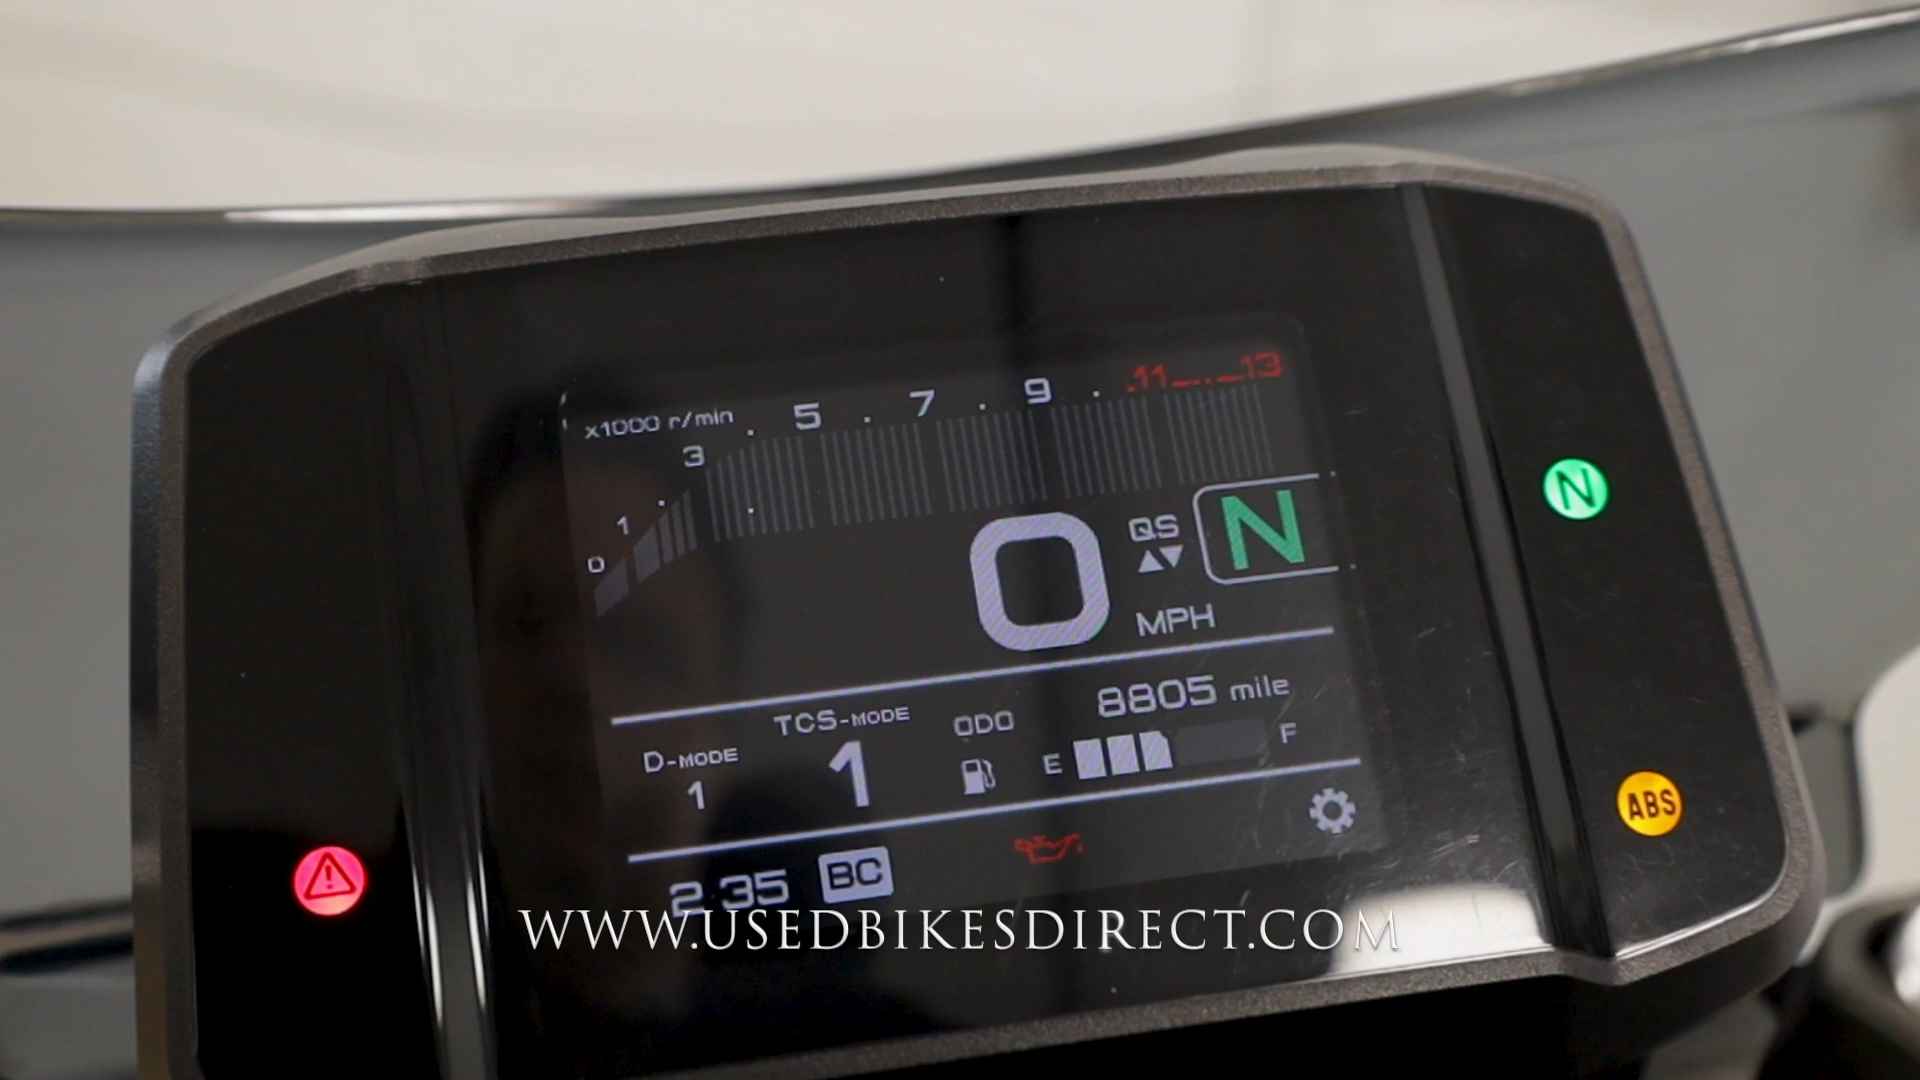 x1000 r/min
0 1 3 5 7 9 11 13
0
MPH
QS
N
N
D-MODE
1
TCS-MODE
1
ODO
8805 mile
E
F
ABS
2:35
BC
WWW.USEDBIKESDIRECT.COM